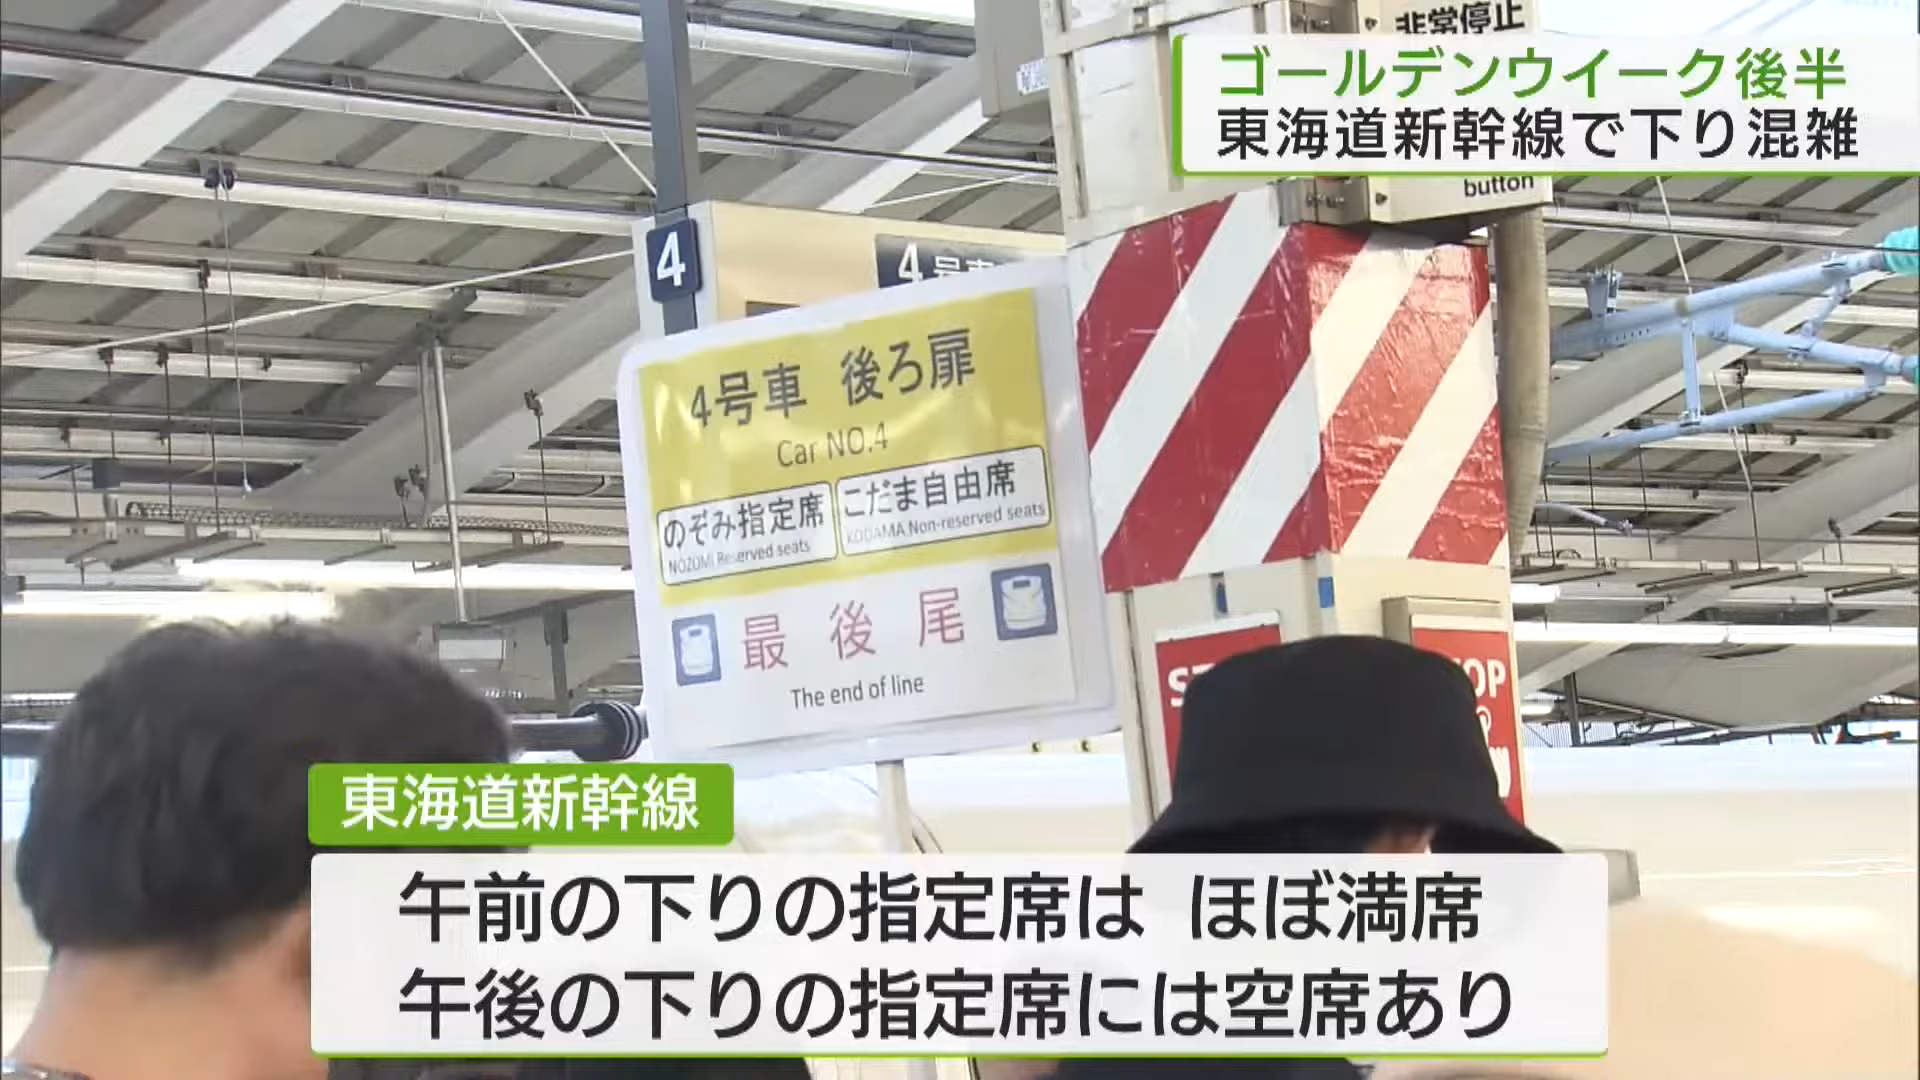 非常停止
ゴールデンウイーク後半
東海道新幹線で下り混雑
button
4
4号車
4号車 後ろ扉
Car NO.4
のぞみ指定席 こだま自由席
NOZOMI Reserved seats KODAMA Non-reserved seats
最後尾
The end of line
東海道新幹線
午前の下りの指定席は ほぼ満席
午後の下りの指定席には空席あり